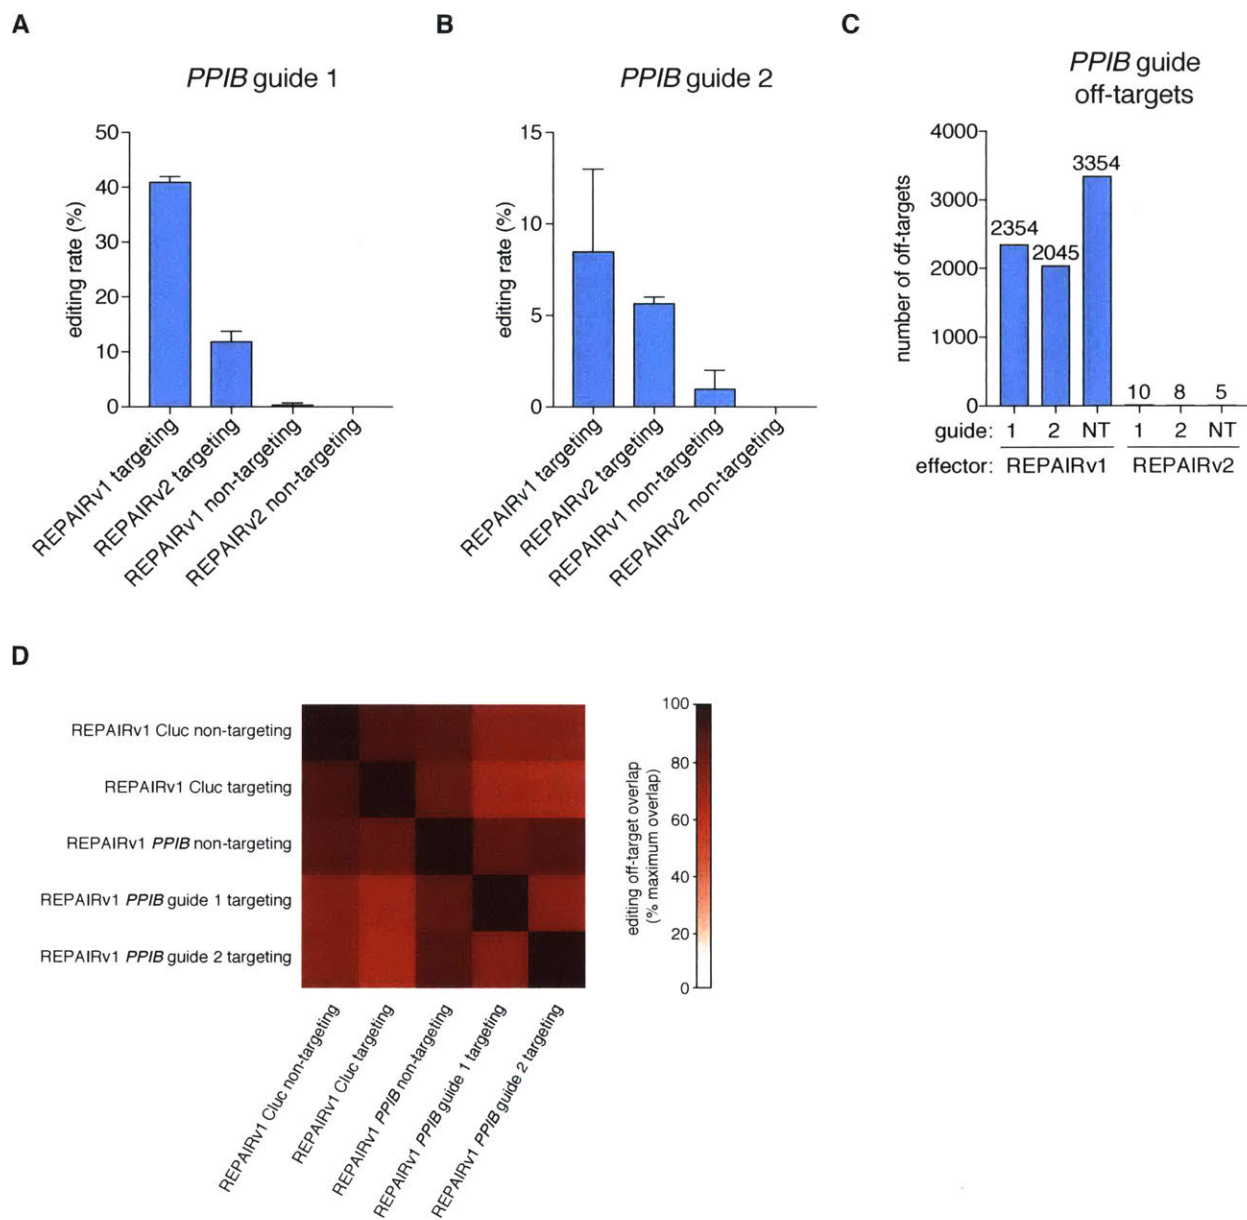 A
PPIB guide 1
editing rate (%)
50
40
30
20
10
0
REPAIRv1 targeting
REPAIRv2 targeting
REPAIRv1 non-targeting
REPAIRv2 non-targeting
B
PPIB guide 2
editing rate (%)
15
10
5
0
REPAIRv1 targeting
REPAIRv2 targeting
REPAIRv1 non-targeting
REPAIRv2 non-targeting
C
PPIB guide
off-targets
number of off-targets
4000
3000
2000
1000
0
2354
2045
3354
10 8 5
guide: 1 2 NT 1 2 NT
effector: REPAIRv1 REPAIRv2
D
REPAIRv1 Cluc non-targeting
REPAIRv1 Cluc targeting
REPAIRv1 PPIB non-targeting
REPAIRv1 PPIB guide 1 targeting
REPAIRv1 PPIB guide 2 targeting
REPAIRv1 Cluc non-targeting
REPAIRv1 Cluc targeting
REPAIRv1 PPIB non-targeting
REPAIRv1 PPIB guide 1 targeting
REPAIRv1 PPIB guide 2 targeting
editing off-target overlap
(% maximum overlap)
100
80
60
40
20
0